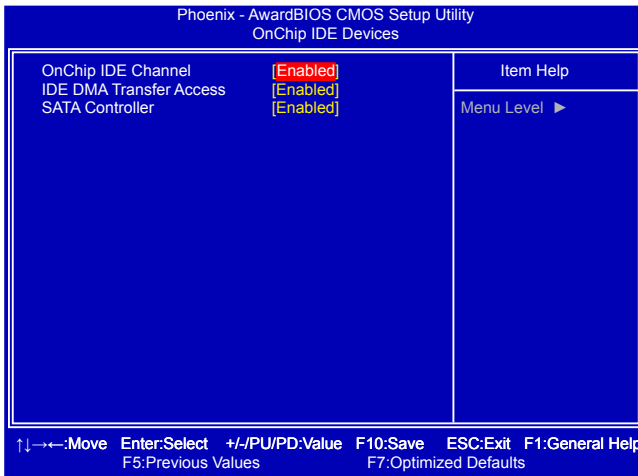 Phoenix - AwardBIOS CMOS Setup Utility
OnChip IDE Devices
OnChip IDE Channel [Enabled]
IDE DMA Transfer Access [Enabled]
SATA Controller [Enabled]
Item Help
Menu Level ►
↑↓→←:Move Enter:Select +/-/PU/PD:Value F10:Save ESC:Exit F1:General Help
F5:Previous Values F7:Optimized Defaults